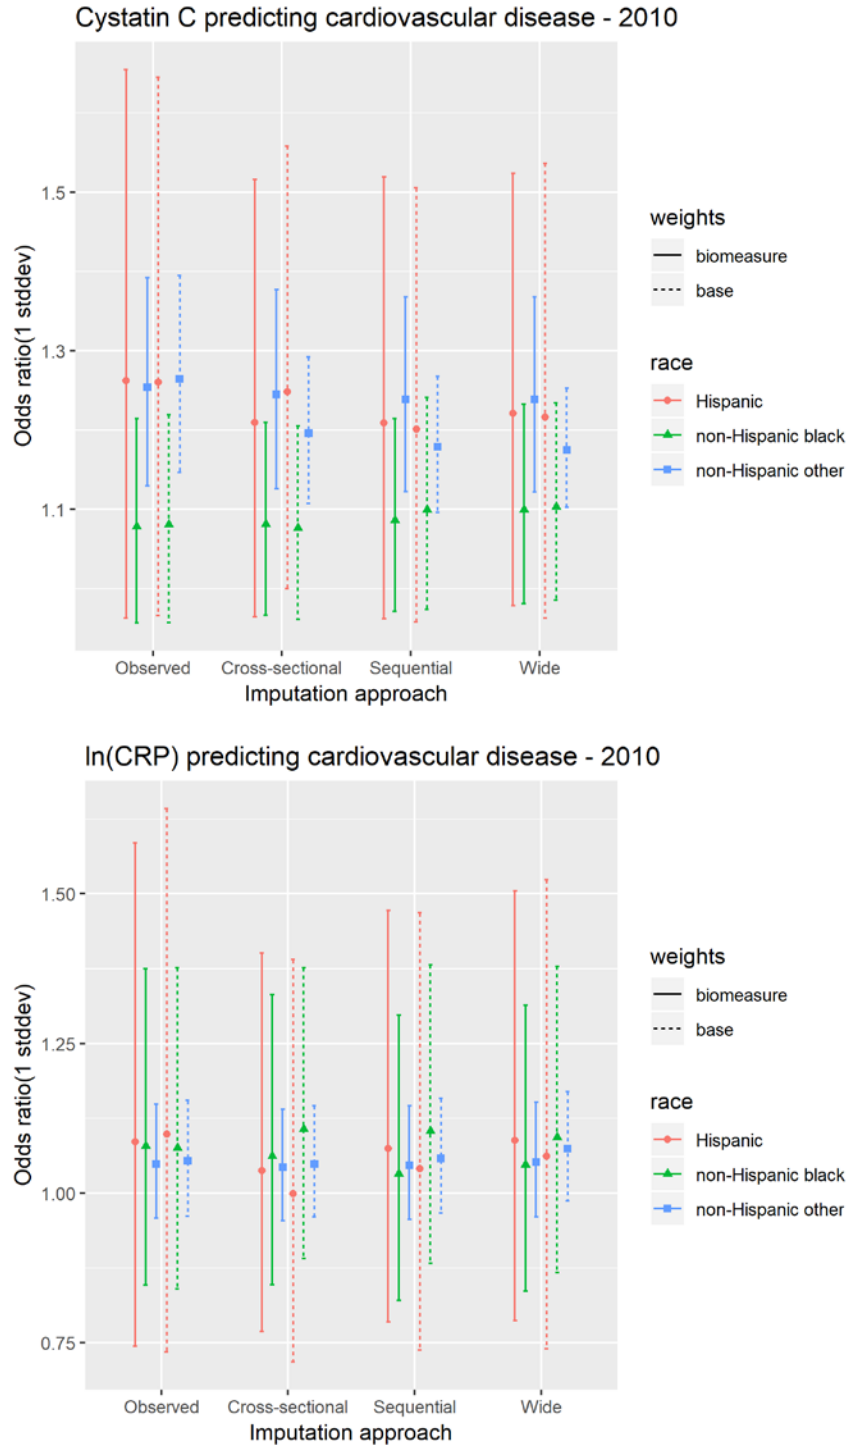 Cystatin C predicting cardiovascular disease - 2010
Odds ratio(1 stddev)
1.5
1.3
1.1
Observed Cross-sectional Sequential Wide
Imputation approach
weights
biomeasure
base
race
Hispanic
non-Hispanic black
non-Hispanic other
ln(CRP) predicting cardiovascular disease - 2010
Odds ratio(1 stddev)
1.50
1.25
1.00
0.75
Observed Cross-sectional Sequential Wide
Imputation approach
weights
biomeasure
base
race
Hispanic
non-Hispanic black
non-Hispanic other